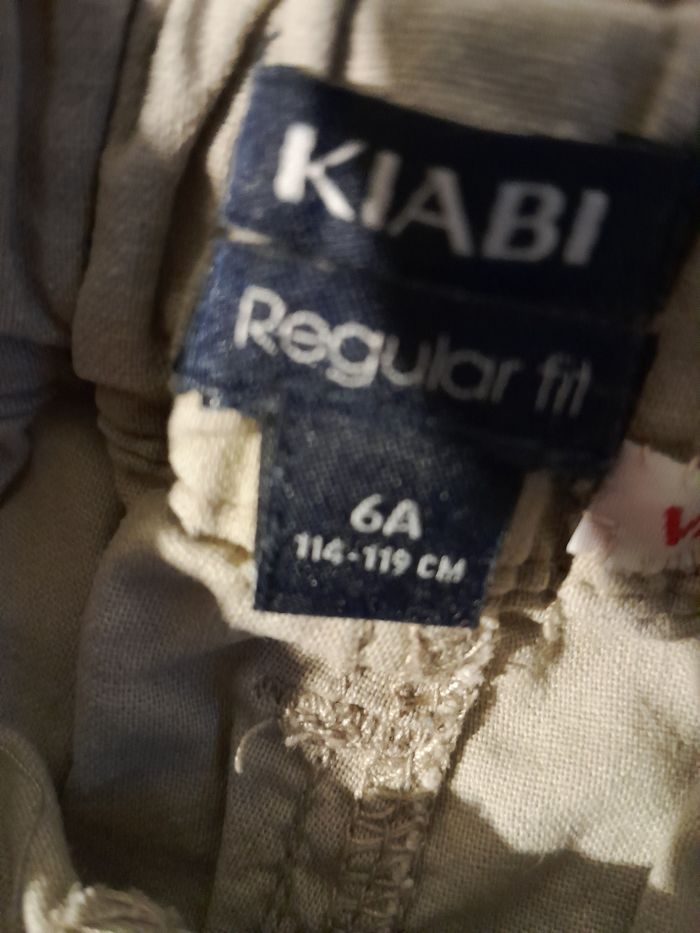 KIABI
Regular fit
6A
114-119 CM